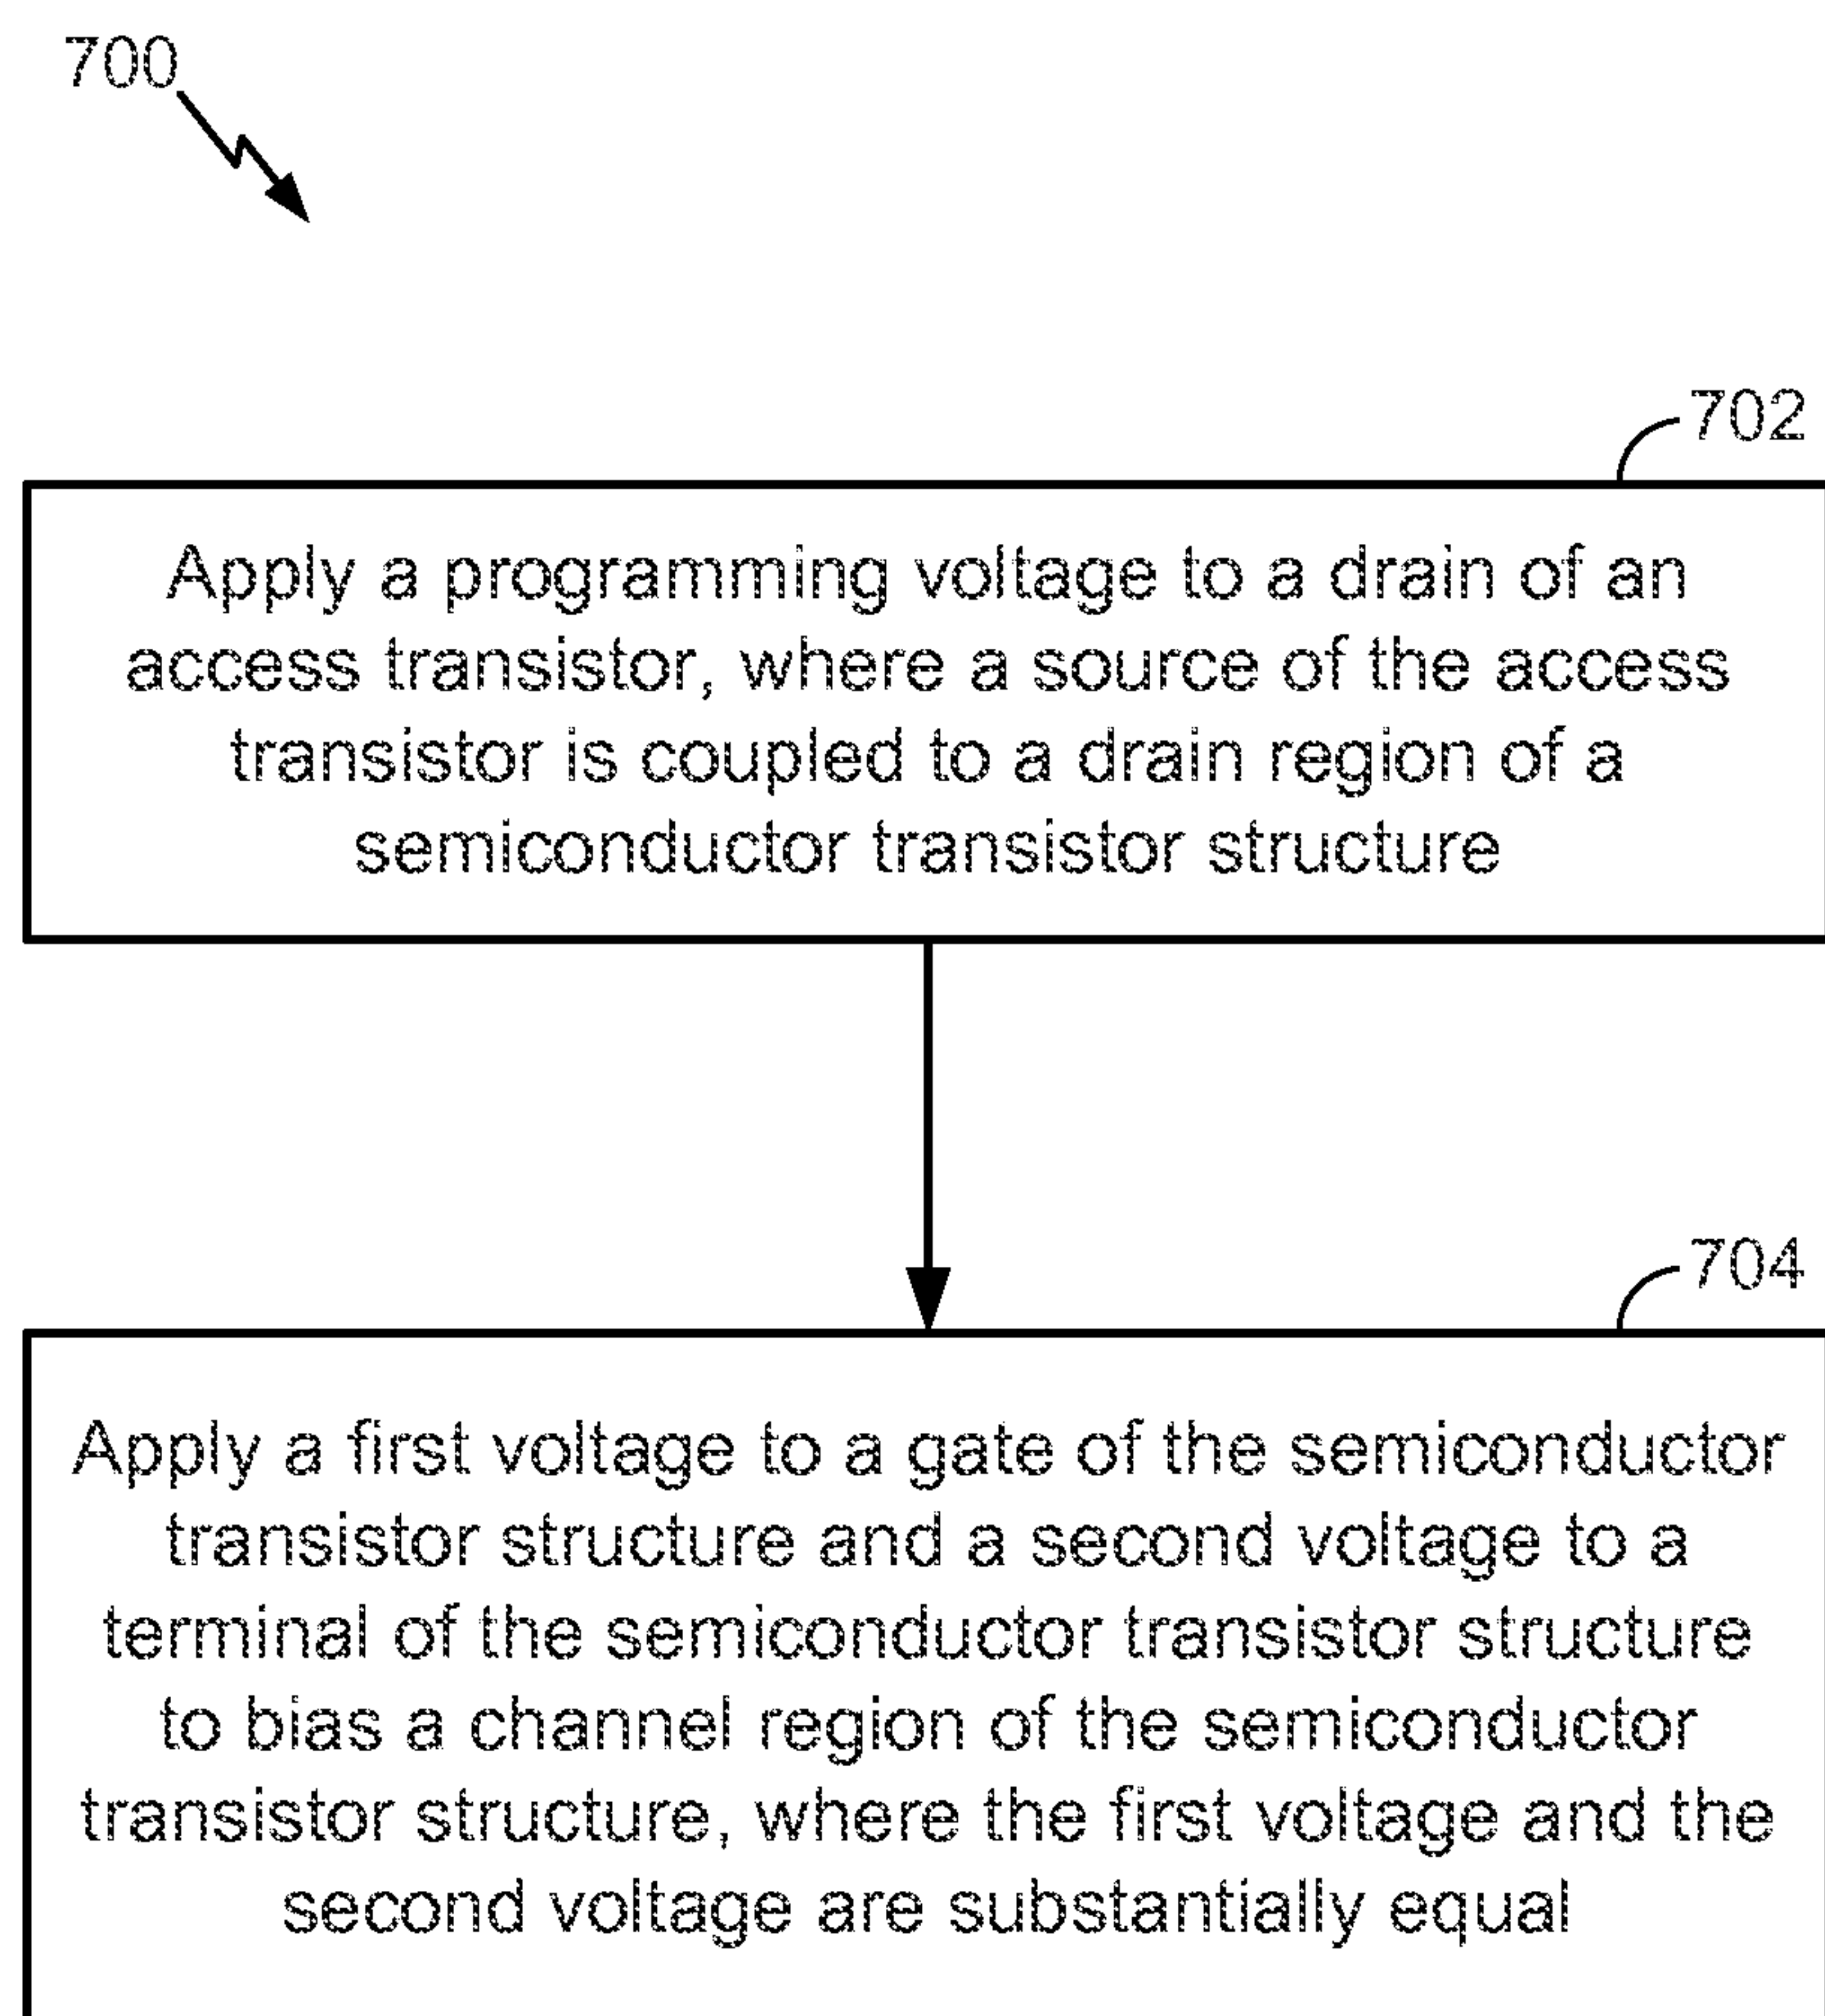 700
702
Apply a programming voltage to a drain of an
access transistor, where a source of the access
transistor is coupled to a drain region of a
semiconductor transistor structure
704
Apply a first voltage to a gate of the semiconductor
transistor structure and a second voltage to a
terminal of the semiconductor transistor structure
to bias a channel region of the semiconductor
transistor structure, where the first voltage and the
second voltage are substantially equal